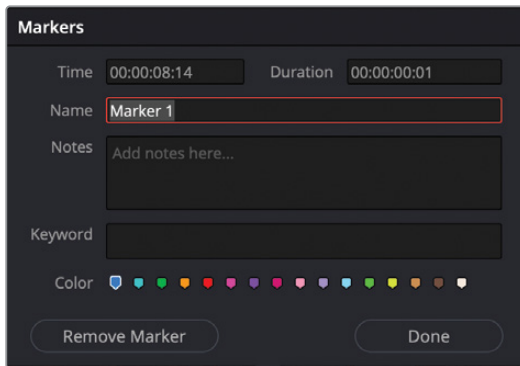 Markers
Time 00:00:08:14 Duration 00:00:00:01
Name Marker 1
Notes Add notes here...
Keyword
Color
Remove Marker Done